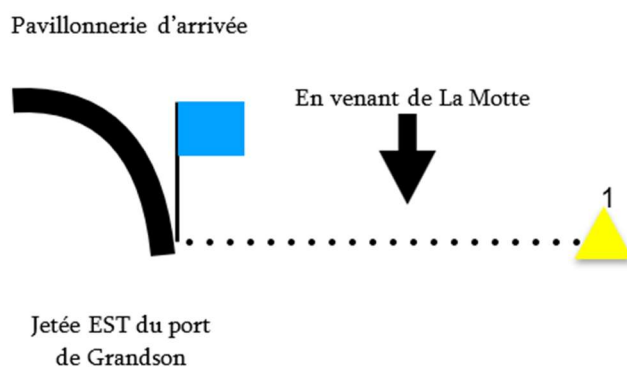 Pavillonnerie d'arrivée
En venant de La Motte
1
Jetée EST du port
de Grandson